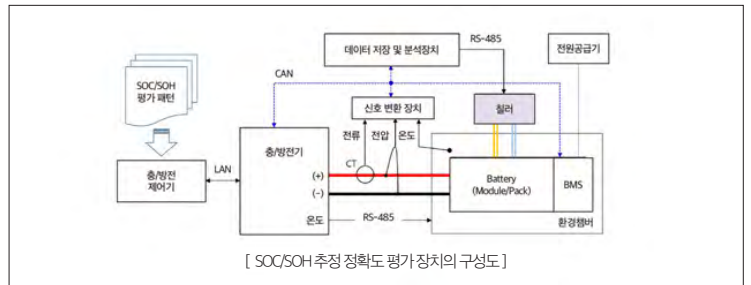 RS-485
데이터 저장 및 분석장치
전원공급기
CAN
SOC/SOH
평가 패턴
신호 변환 장치
칠러
전류 전압 온도
충/방전기
CT
LAN
충/방전
제어기
(+)
(−)
Battery
(Module/Pack)
BMS
온도
RS-485
환경챔버
[ SOC/SOH 추정 정확도 평가 장치의 구성도 ]